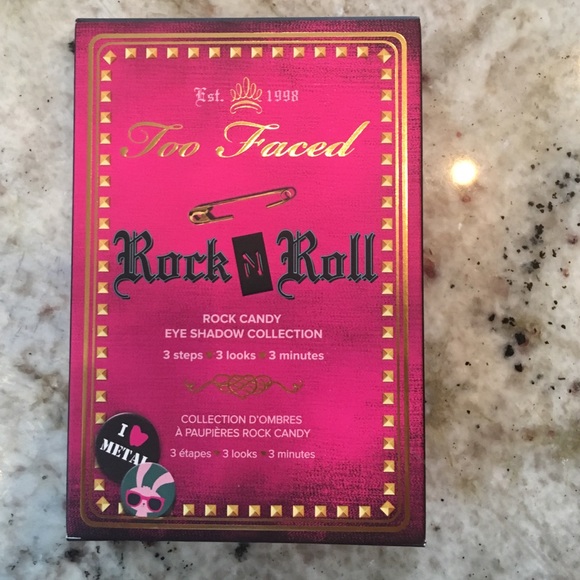 Est. 1998
Too Faced
Rock N Roll
ROCK CANDY
EYE SHADOW COLLECTION
3 steps 3 looks 3 minutes
COLLECTION D'OMBRES
À PAUPIÈRES ROCK CANDY
3 étapes 3 looks 3 minutes
I
METAL